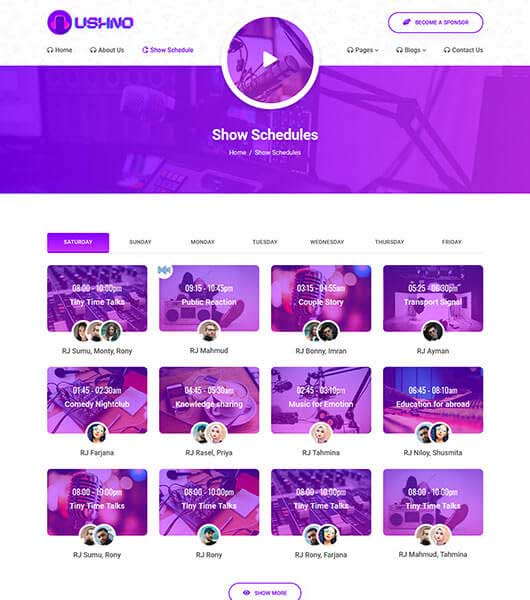 USHNO
BECOME A SPONSOR
Home
About Us
Show Schedule
Pages
Blogs
Contact Us
Show Schedules
Home / Show Schedules
SATURDAY
SUNDAY
MONDAY
TUESDAY
WEDNESDAY
THURSDAY
FRIDAY
08:00 - 10:00pm
Tiny Time Talks
RJ Sumu, Monty, Rony
09:15 - 10:45pm
Public Reaction
RJ Mahmud
03:15 - 04:55am
Couple Story
RJ Bonny, Imran
05:25 - 06:30pm
Transport Signal
RJ Ayman
01:45 - 02:30am
Comedy Nightclub
RJ Farjana
04:45 - 05:30am
Knowledge sharing
RJ Rasel, Priya
02:10 - 05:45am
Music for Emotion
RJ Tahmina
06:45 - 08:10am
Education for abroad
RJ Niloy, Shusmita
08:00 - 10:00pm
Tiny Time Talks
RJ Sumu, Rony
08:00 - 10:00pm
Tiny Time Talks
RJ Rony
08:00 - 10:00pm
Tiny Time Talks
RJ Rony, Farjana
08:00 - 10:00pm
Tiny Time Talks
RJ Mahmud, Tahmina
SHOW MORE